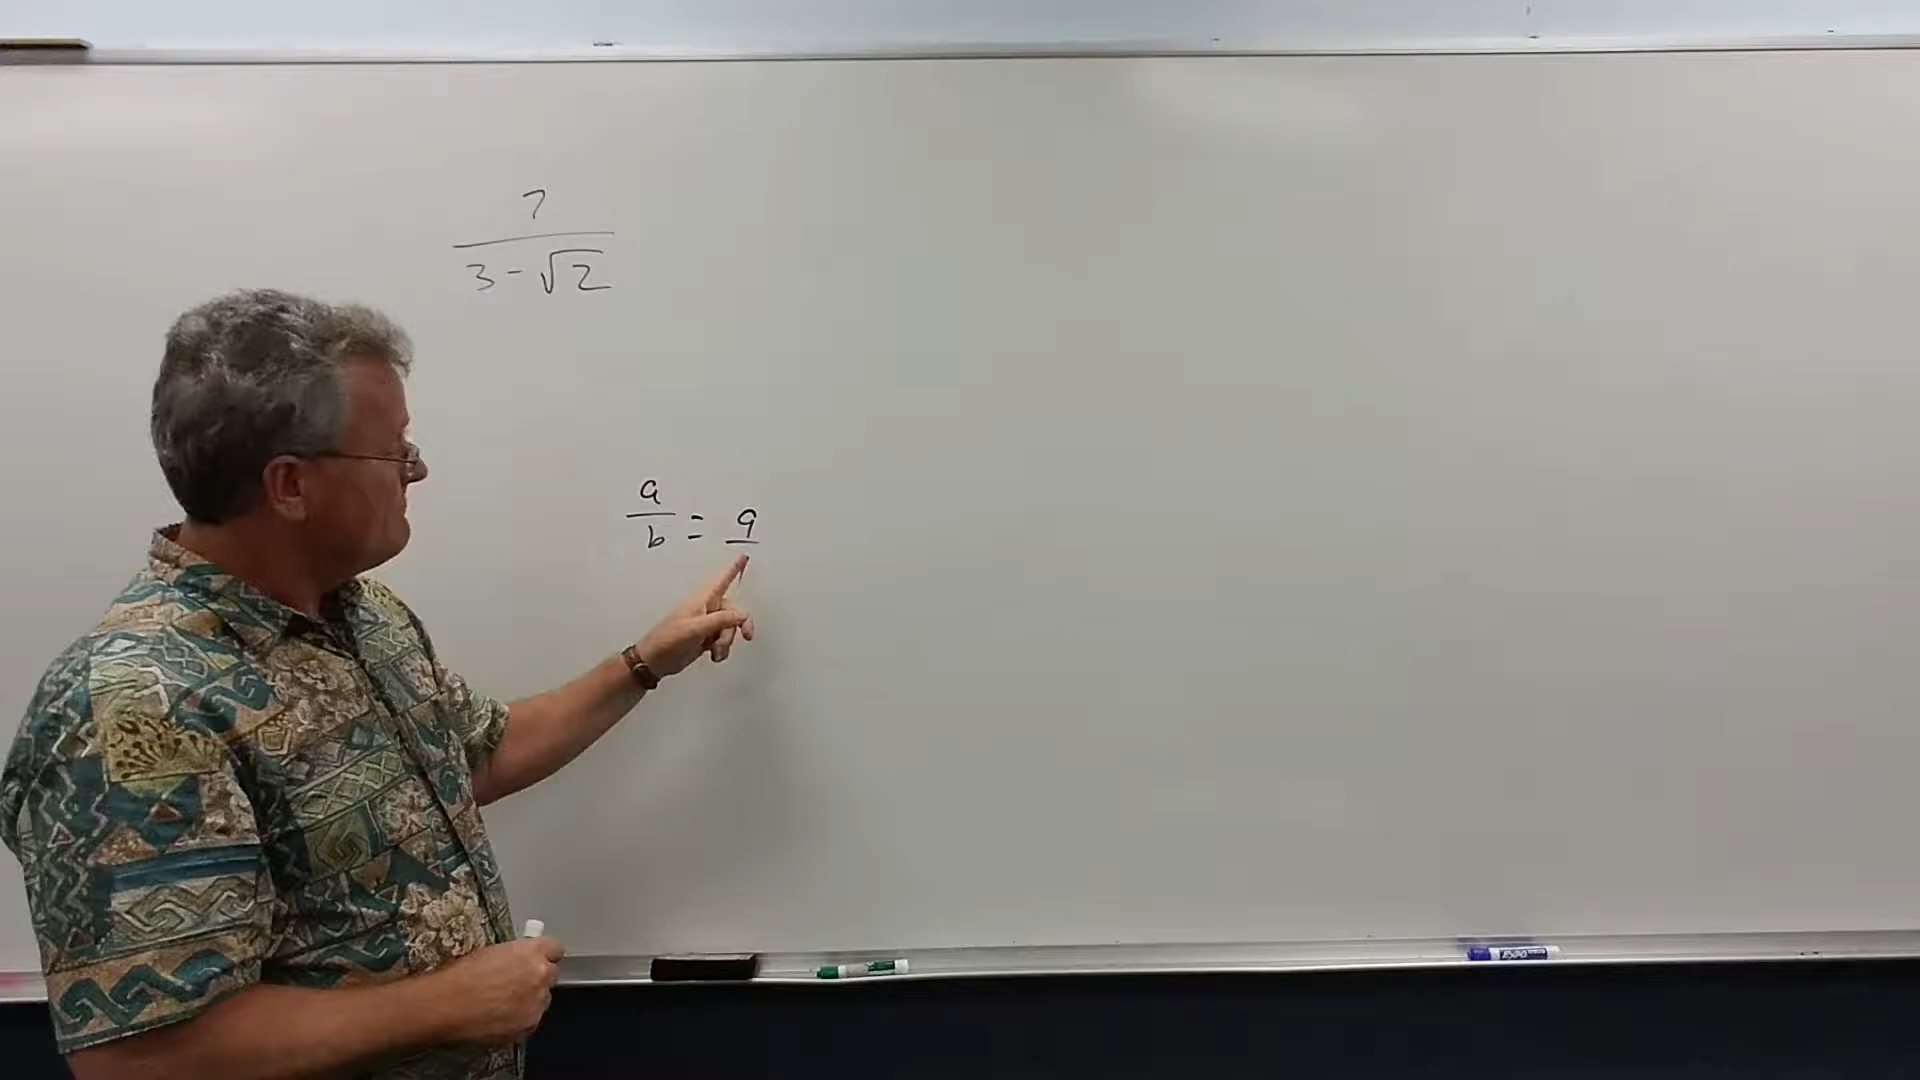 7
3 - √2
a
b = a
EXPO